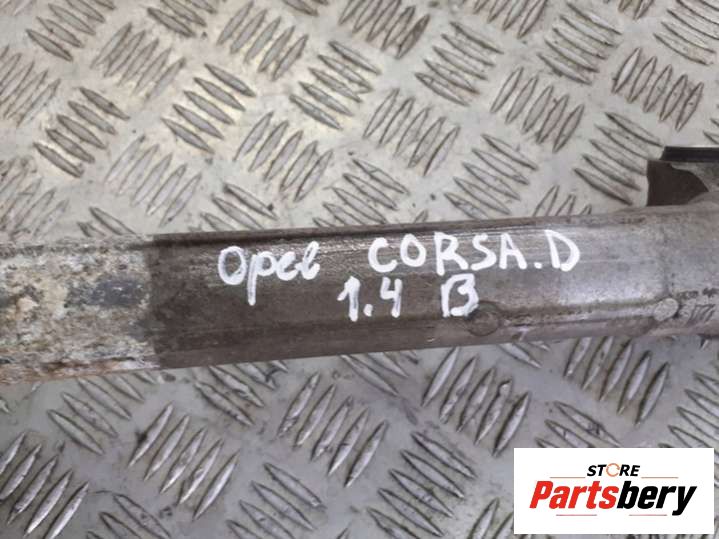 Opel CORSA.D
1.4 B
STORE
Partsbery